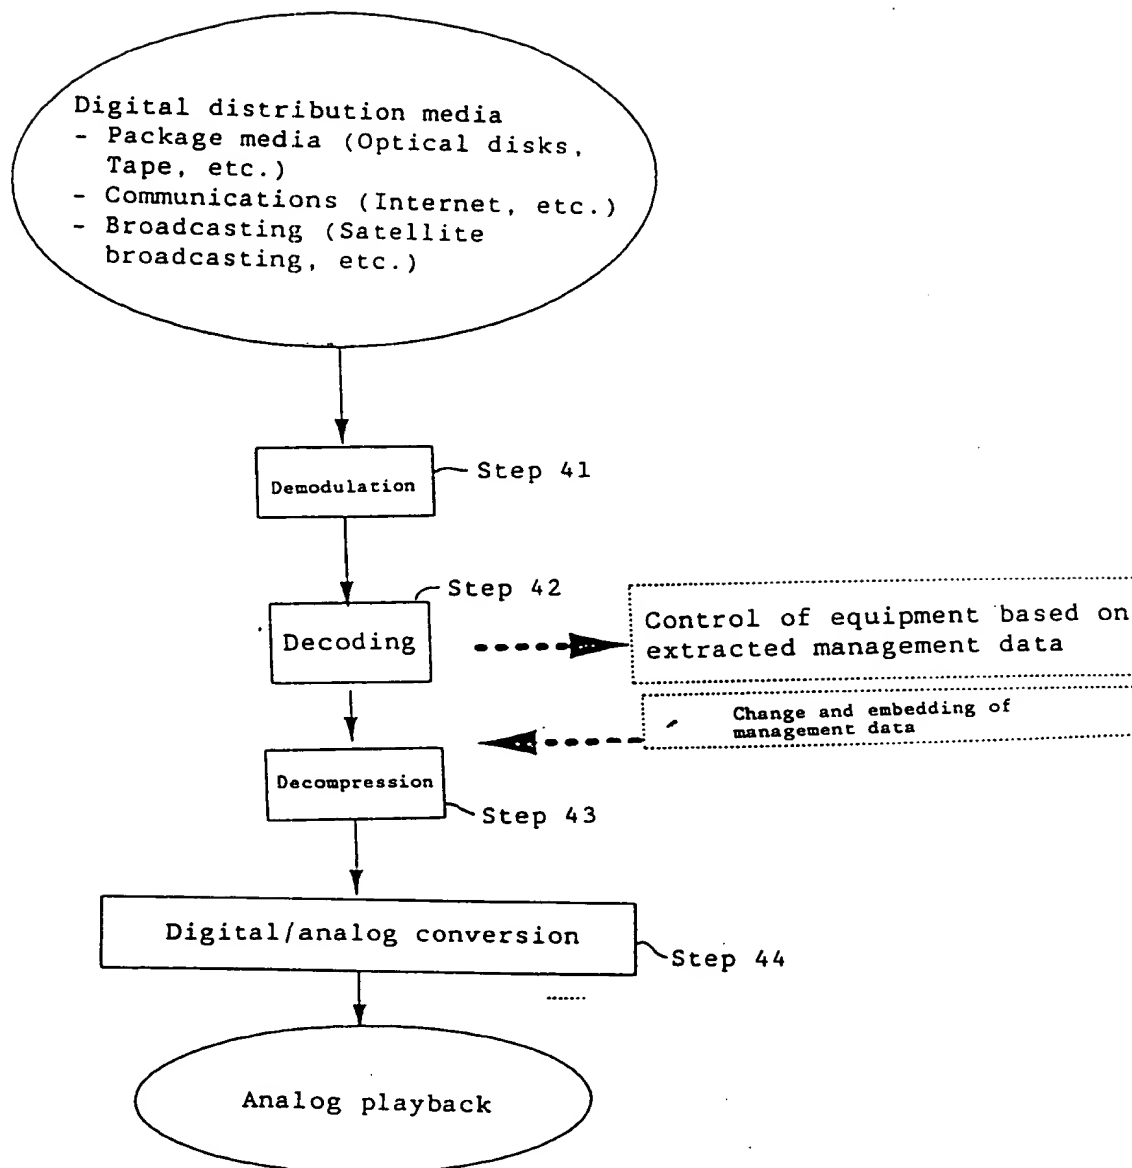 Digital distribution media
- Package media (Optical disks,
Tape, etc.)
- Communications (Internet, etc.)
- Broadcasting (Satellite
broadcasting, etc.)
Demodulation
Step 41
Step 42
Decoding
Control of equipment based on
extracted management data
Change and embedding of
management data
Decompression
Step 43
Digital/analog conversion
Step 44
Analog playback